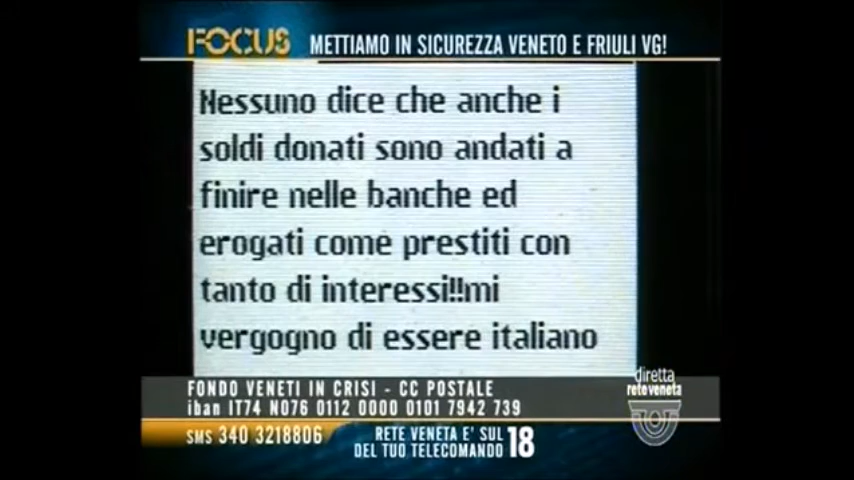 FOCUS METTIAMO IN SICUREZZA VENETO E FRIULI VG!
Nessuno dice che anche i
soldi donati sono andati a
finire nelle banche ed
erogati come prestiti con
tanto di interessi!!mi
vergogno di essere italiano
FONDO VENETI IN CRISI - CC POSTALE
iban IT74 N076 0112 0000 0101 7942 739
diretta
reteveneta
SMS 340 3218806
RETE VENETA E' SUL
DEL TUO TELECOMANDO 18